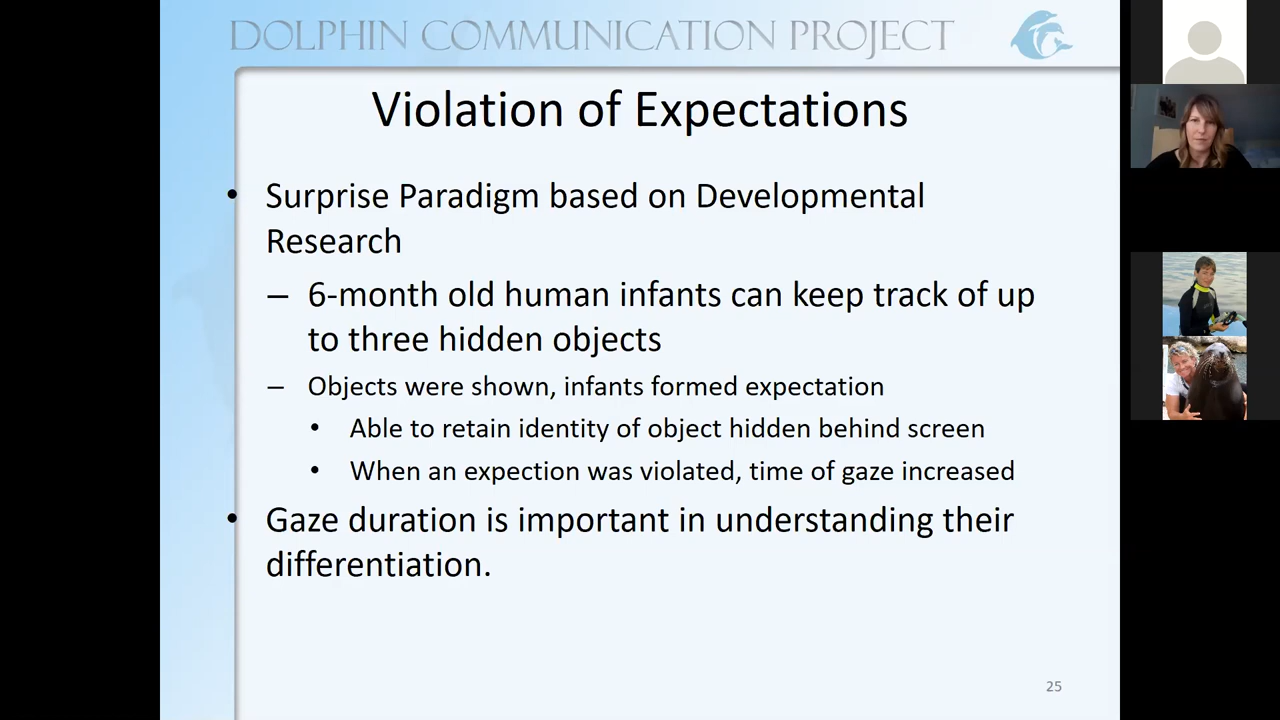 DOLPHIN COMMUNICATION PROJECT
Violation of Expectations
• Surprise Paradigm based on Developmental
Research
– 6-month old human infants can keep track of up
to three hidden objects
– Objects were shown, infants formed expectation
• Able to retain identity of object hidden behind screen
• When an expection was violated, time of gaze increased
• Gaze duration is important in understanding their
differentiation.
25